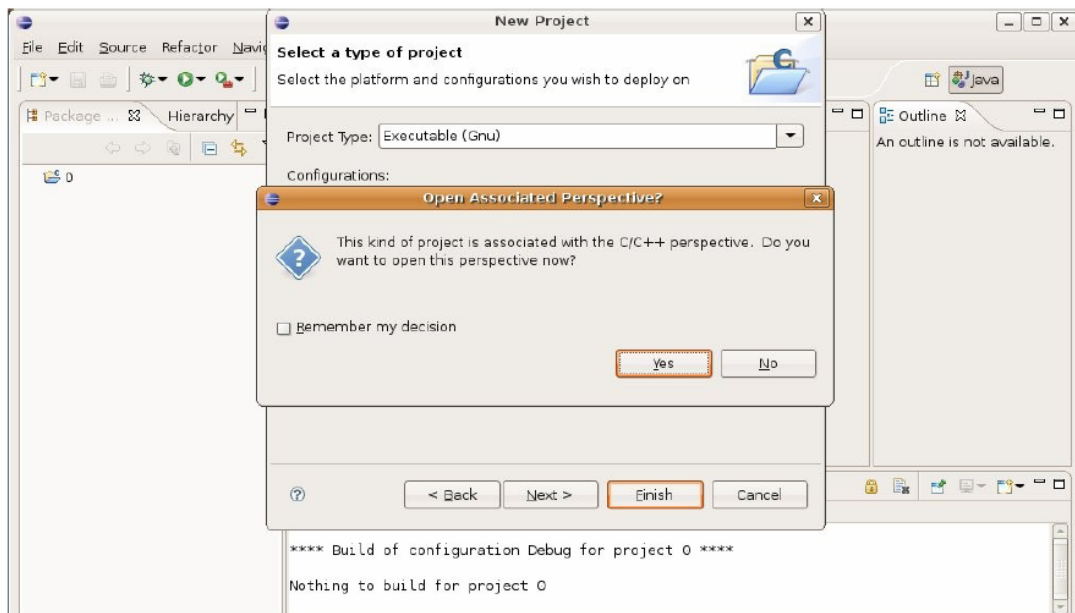 New Project
File Edit Source Refactor Navig
Select a type of project
Select the platform and configurations you wish to deploy on
Java
Package ... Hierarchy
Outline
An outline is not available.
0
Project Type: Executable (Gnu)
Configurations:
Open Associated Perspective?
This kind of project is associated with the C/C++ perspective. Do you
want to open this perspective now?
Remember my decision
Yes No
< Back Next > Finish Cancel
**** Build of configuration Debug for project 0 ****
Nothing to build for project 0